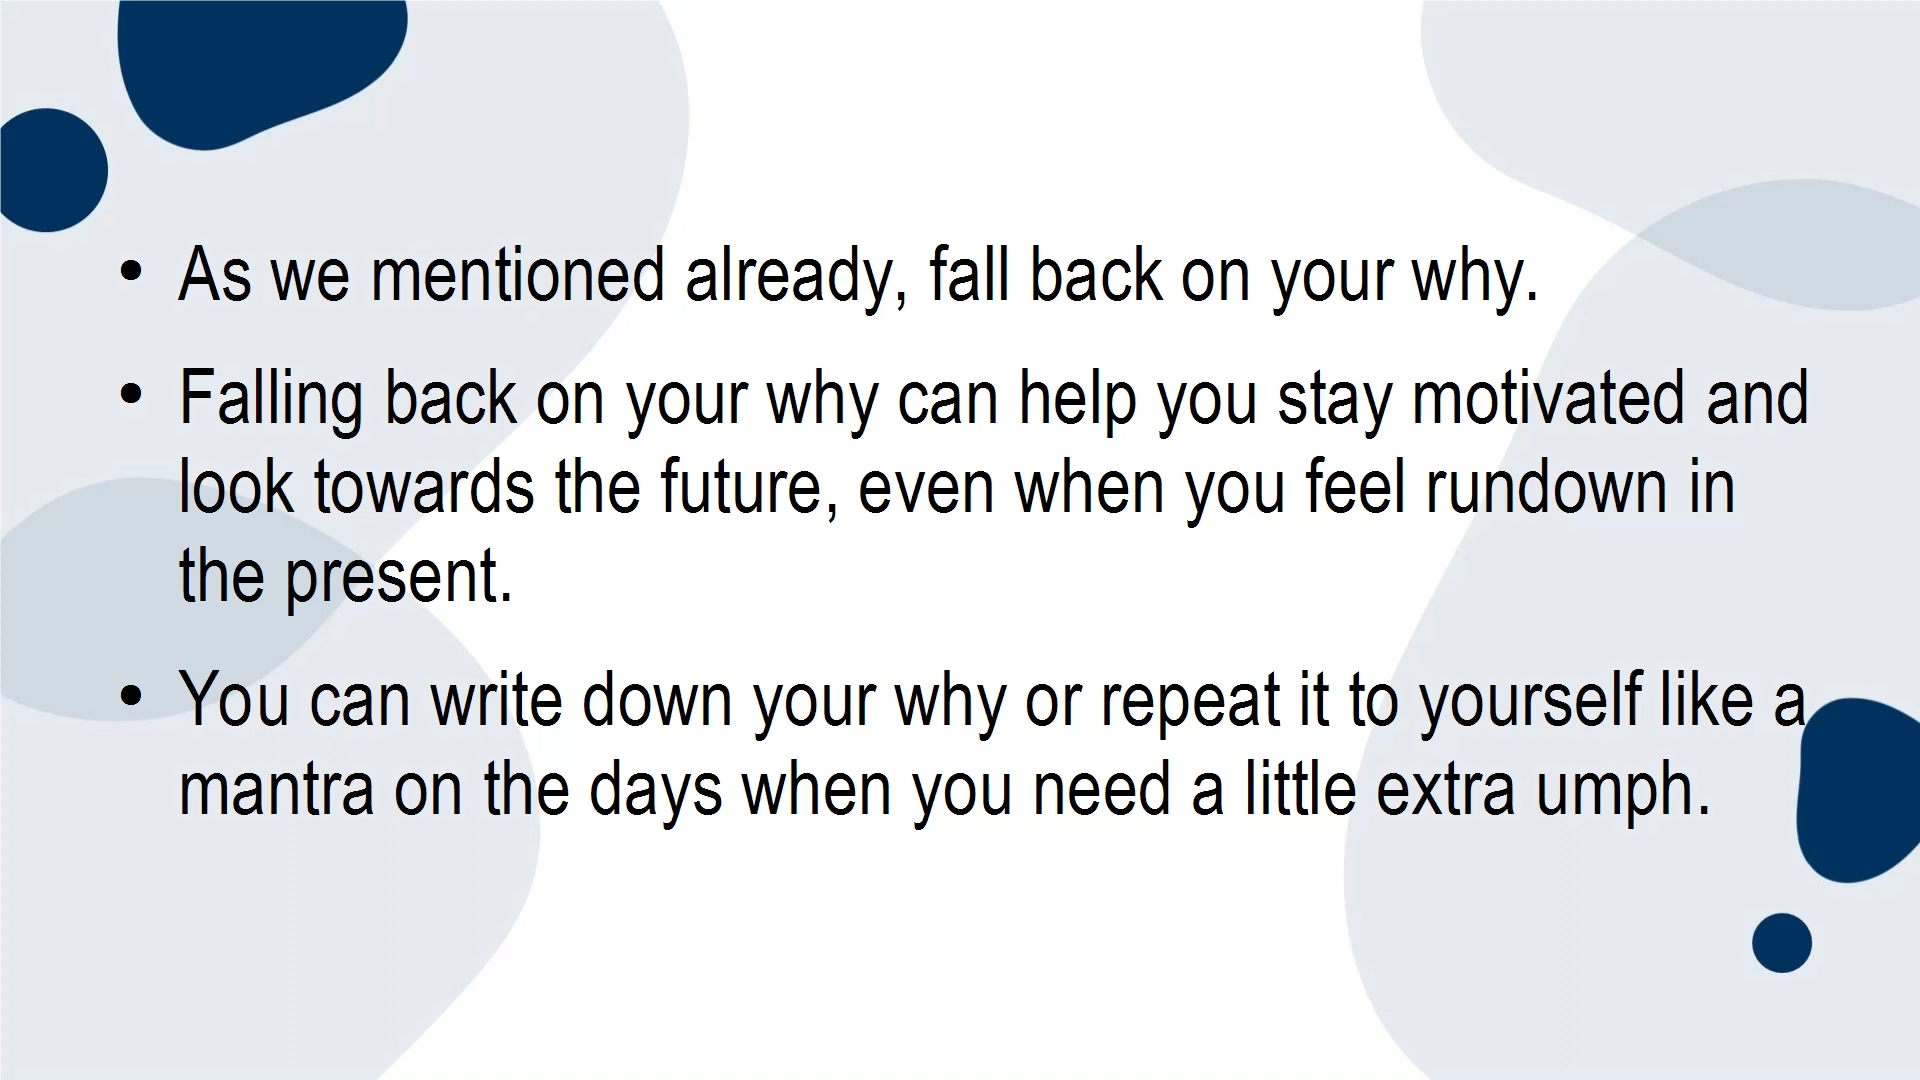 • As we mentioned already, fall back on your why.
• Falling back on your why can help you stay motivated and
look towards the future, even when you feel rundown in
the present.
• You can write down your why or repeat it to yourself like a
mantra on the days when you need a little extra umph.